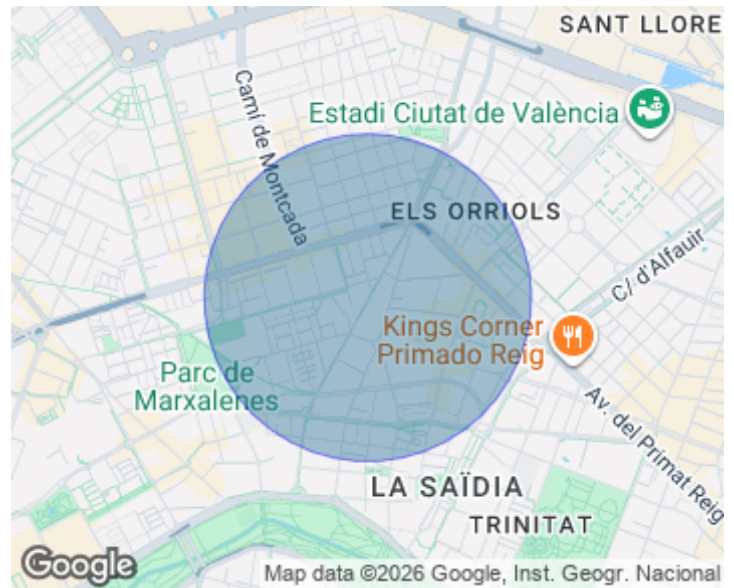 SANT LLORE
Camí de Montcada
Estadi Ciutat de València
ELS ORRIOLS
C/ d'Alfauir
Kings Corner
Primado Reig
Parc de
Marxalenes
Av. del Primat Reig
LA SAÏDIA
TRINITAT
Google
Map data ©2026 Google, Inst. Geogr. Nacional